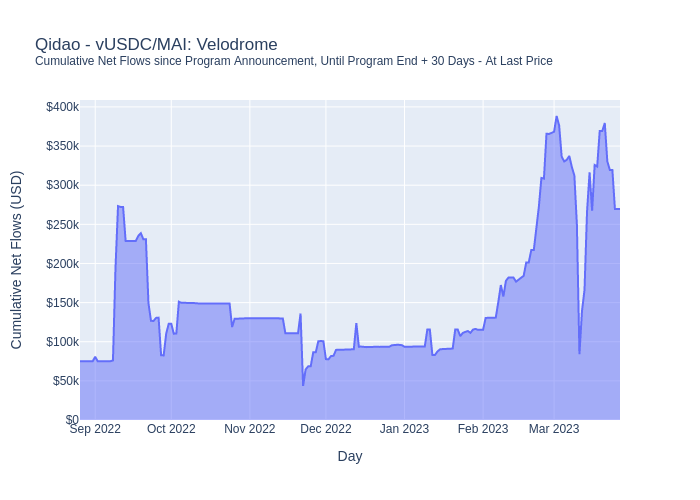 Qidao - vUSDC/MAI: Velodrome
Cumulative Net Flows since Program Announcement, Until Program End + 30 Days - At Last Price
$400k
$350k
$300k
$250k
$200k
$150k
$100k
$50k
$0
Cumulative Net Flows (USD)
Sep 2022 Oct 2022 Nov 2022 Dec 2022 Jan 2023 Feb 2023 Mar 2023
Day